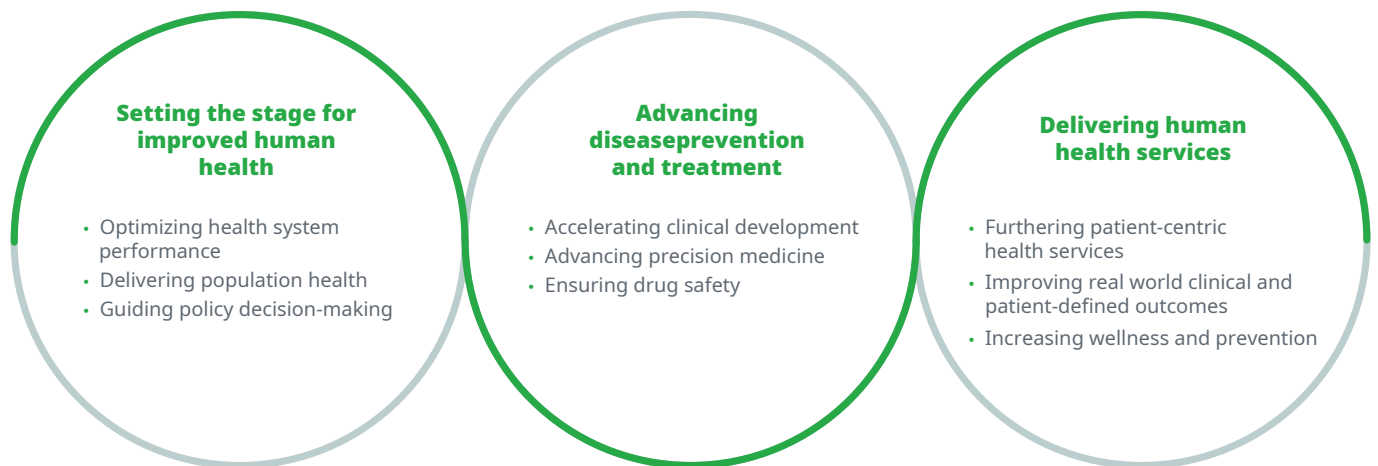 Setting the stage for
improved human
health
• Optimizing health system
performance
• Delivering population health
• Guiding policy decision-making
Advancing
diseaseprevention
and treatment
• Accelerating clinical development
• Advancing precision medicine
• Ensuring drug safety
Delivering human
health services
• Furthering patient-centric
health services
• Improving real world clinical and
patient-defined outcomes
• Increasing wellness and prevention